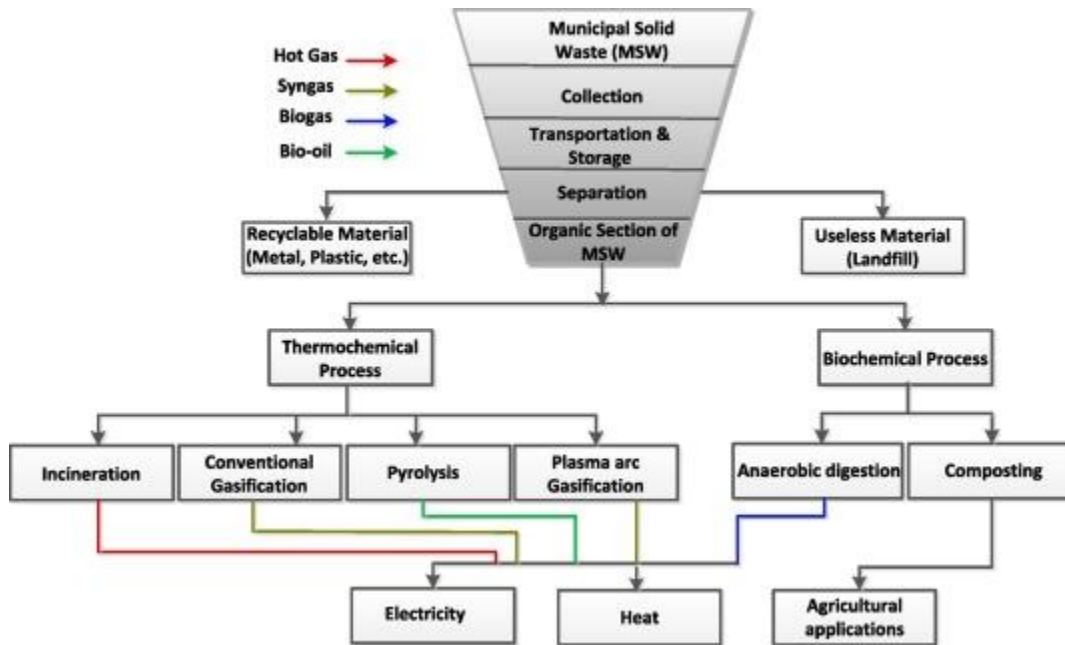 Municipal Solid
Waste (MSW)
Hot Gas
Syngas
Biogas
Bio-oil
Collection
Transportation &
Storage
Separation
Organic Section of
MSW
Recyclable Material
(Metal, Plastic, etc.)
Useless Material
(Landfill)
Thermochemical
Process
Biochemical Process
Incineration
Conventional
Gasification
Pyrolysis
Plasma arc
Gasification
Anaerobic digestion
Composting
Electricity
Heat
Agricultural
applications